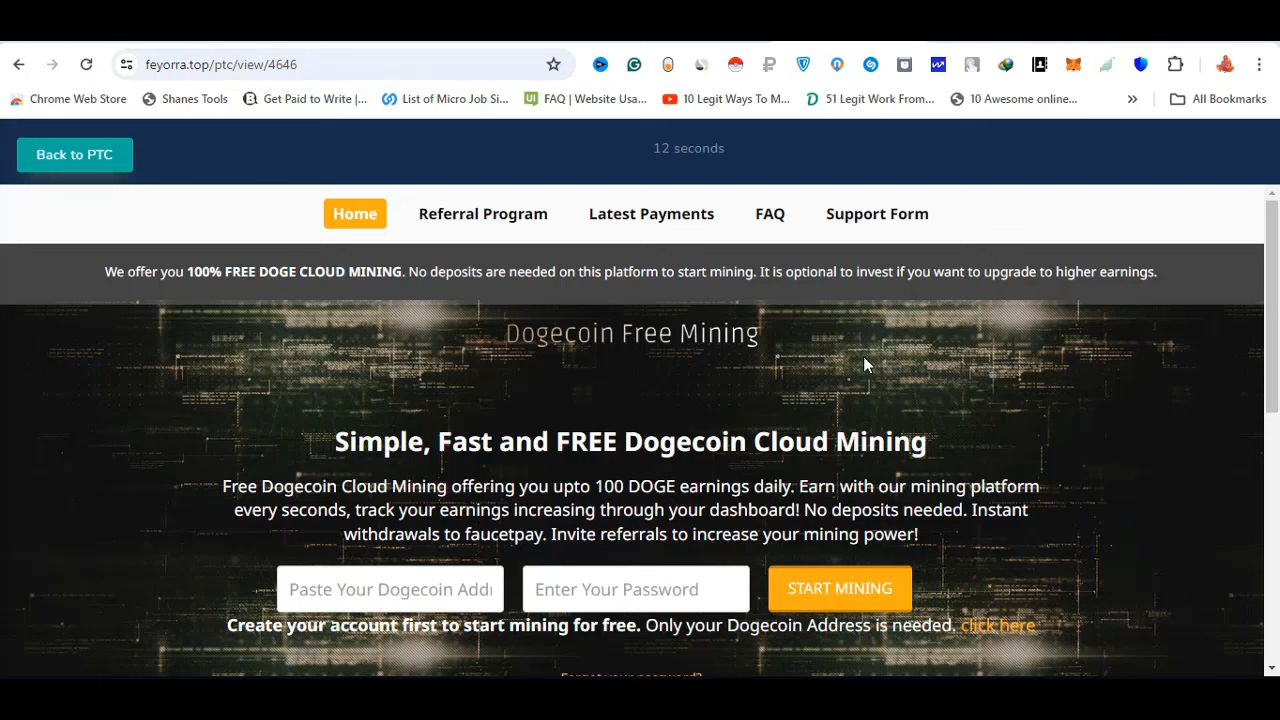 feyorra.top/ptc/view/4646
Chrome Web Store Shanes Tools Get Paid to Write |... List of Micro Job Si... FAQ | Website Usa... 10 Legit Ways To M... 51 Legit Work From... 10 Awesome online... All Bookmarks
Back to PTC 12 seconds
Home Referral Program Latest Payments FAQ Support Form
We offer you 100% FREE DOGE CLOUD MINING. No deposits are needed on this platform to start mining. It is optional to invest if you want to upgrade to higher earnings.
Dogecoin Free Mining
Simple, Fast and FREE Dogecoin Cloud Mining
Free Dogecoin Cloud Mining offering you upto 100 DOGE earnings daily. Earn with our mining platform
every seconds, track your earnings increasing through your dashboard! No deposits needed. Instant
withdrawals to faucetpay. Invite referrals to increase your mining power!
Paste Your Dogecoin Addr Enter Your Password START MINING
Create your account first to start mining for free. Only your Dogecoin Address is needed. click here
Forgot your password?